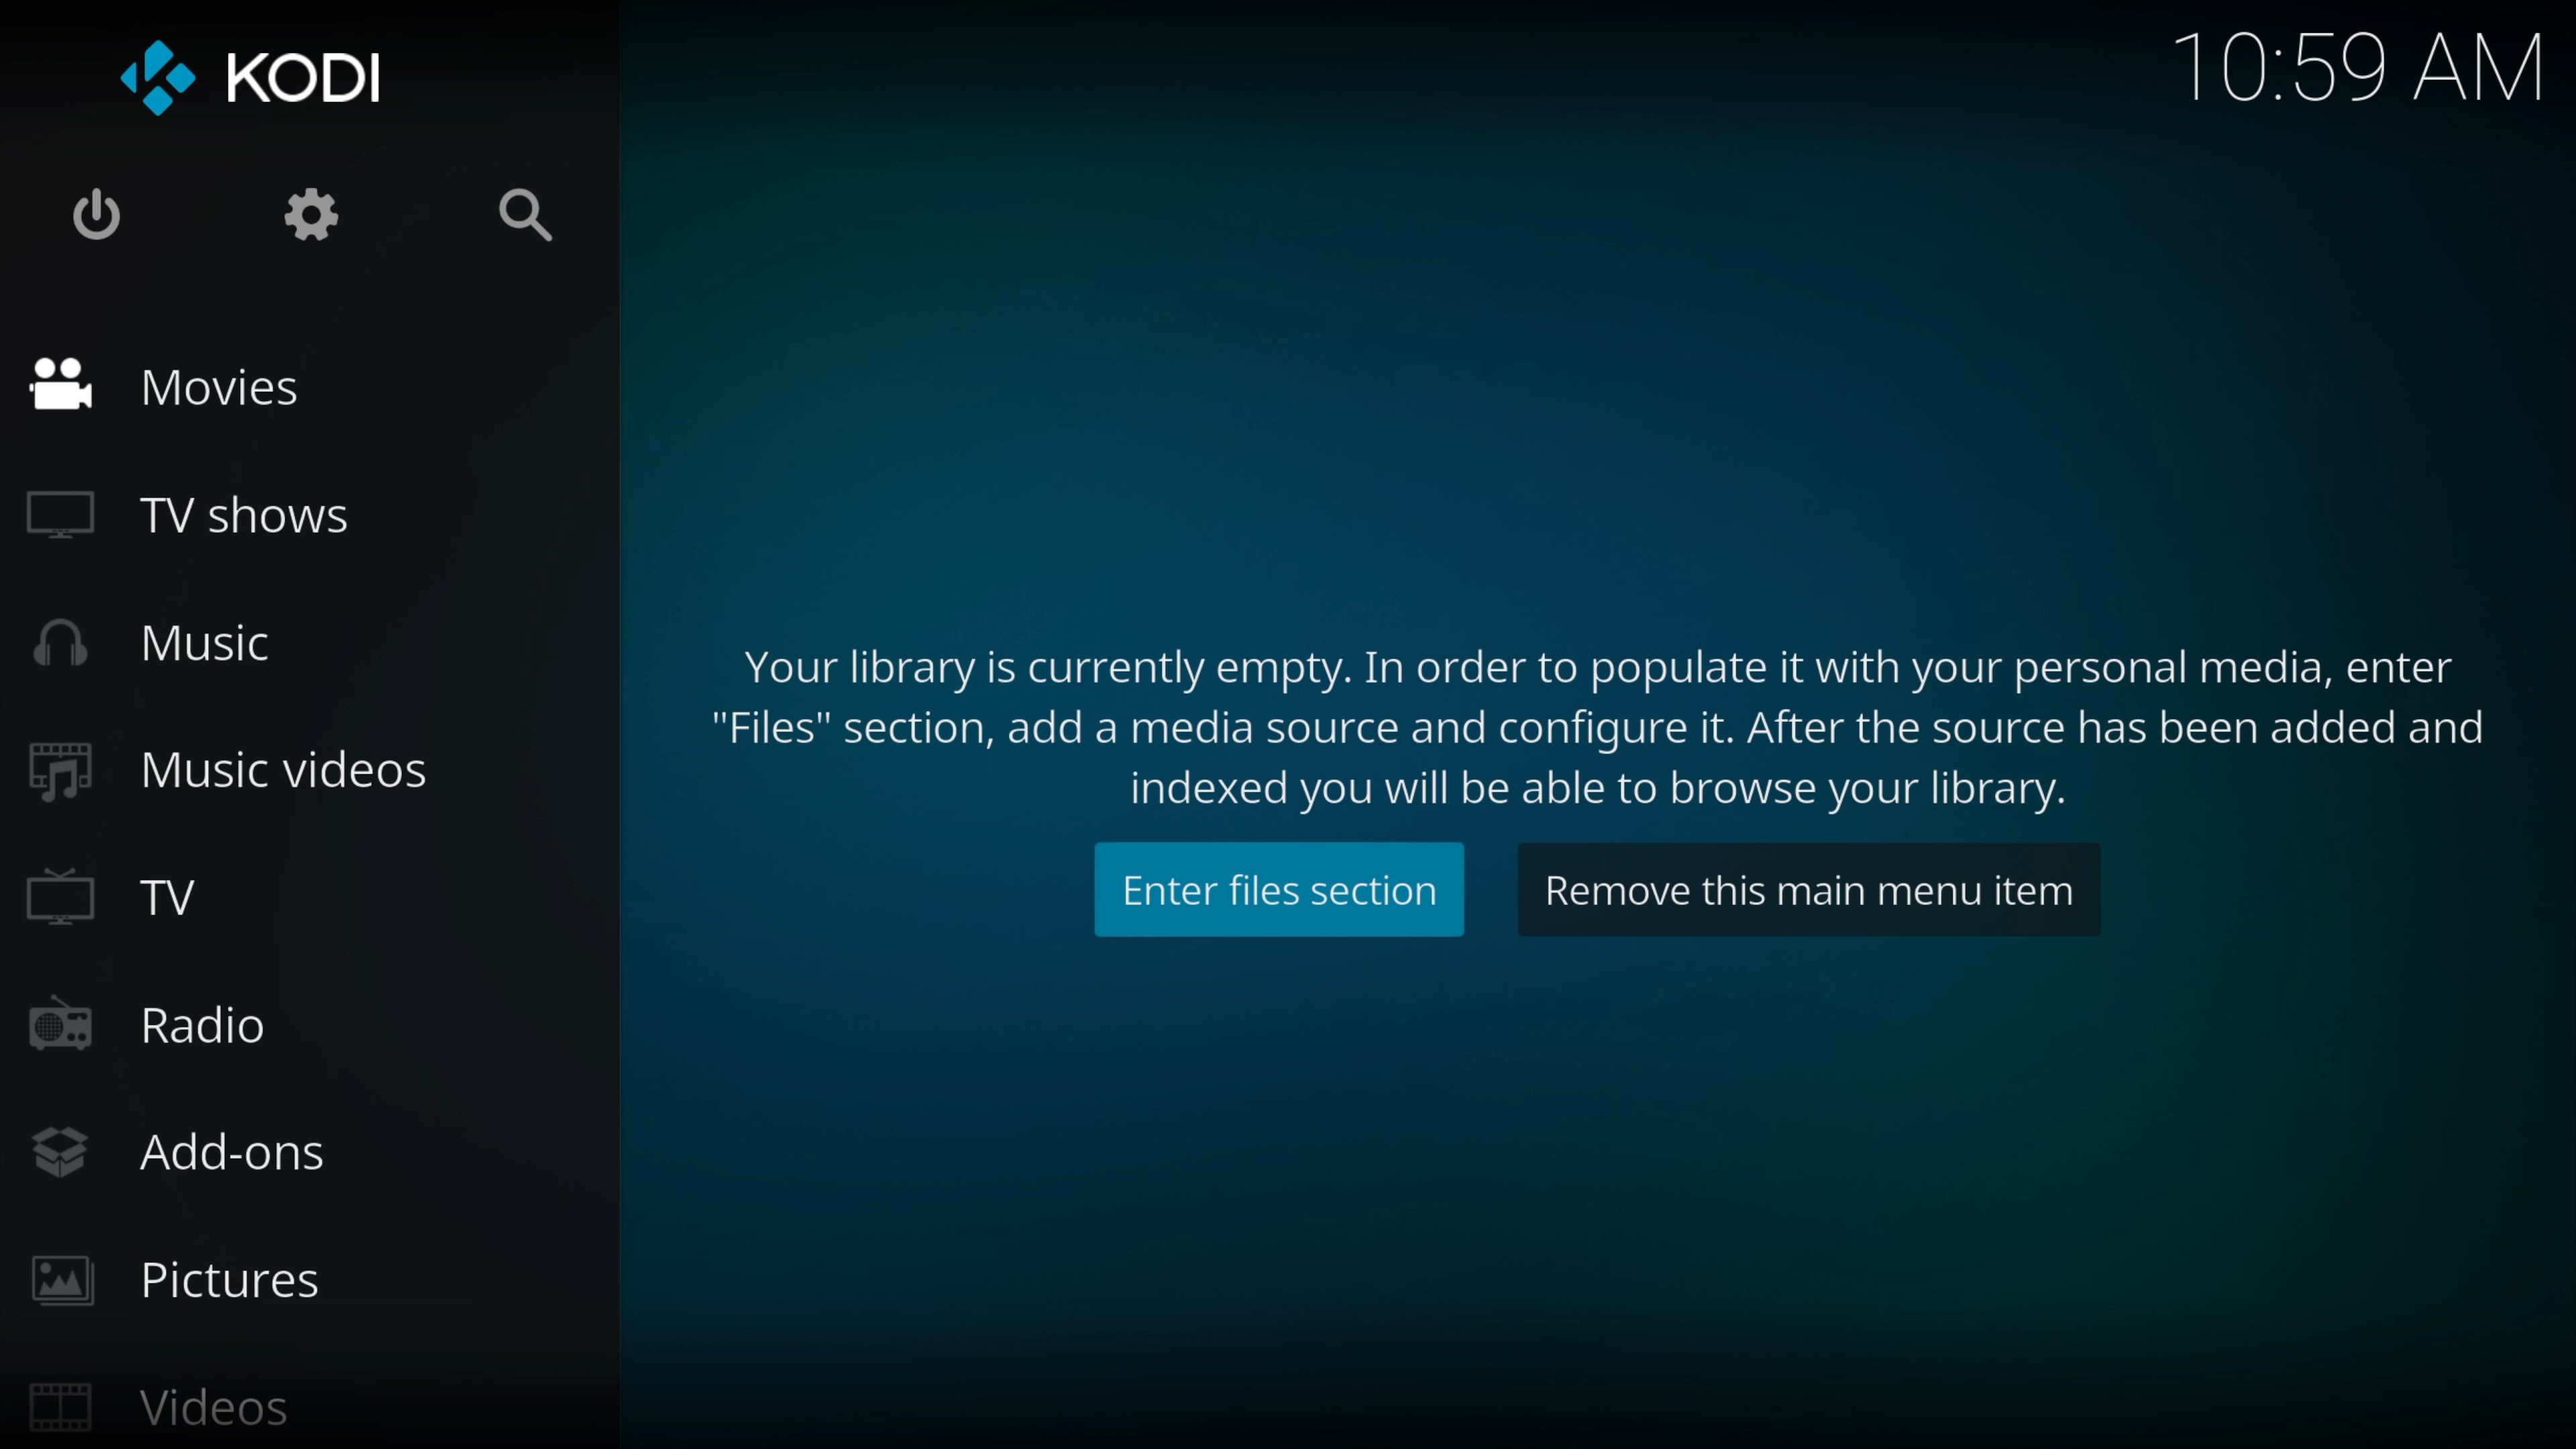 KODI
10:59 AM
Movies
TV shows
Music
Music videos
TV
Radio
Add-ons
Pictures
Videos
Your library is currently empty. In order to populate it with your personal media, enter
"Files" section, add a media source and configure it. After the source has been added and
indexed you will be able to browse your library.
Enter files section
Remove this main menu item